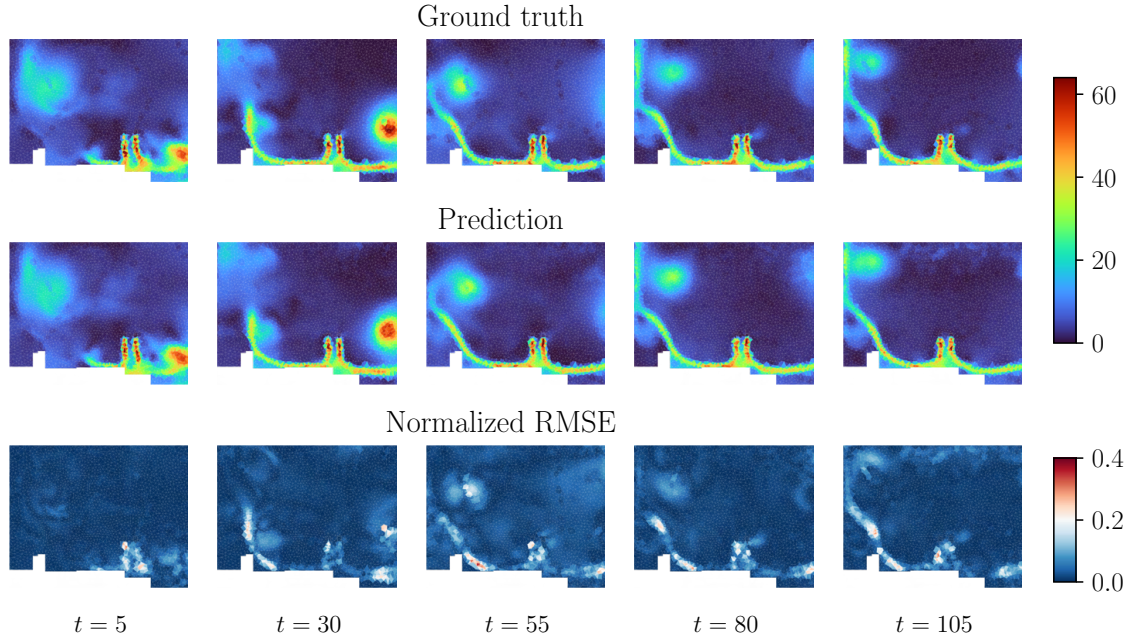 Ground truth
60
40
20
0
Prediction
Normalized RMSE
0.4
0.2
0.0
t = 5
t = 30
t = 55
t = 80
t = 105